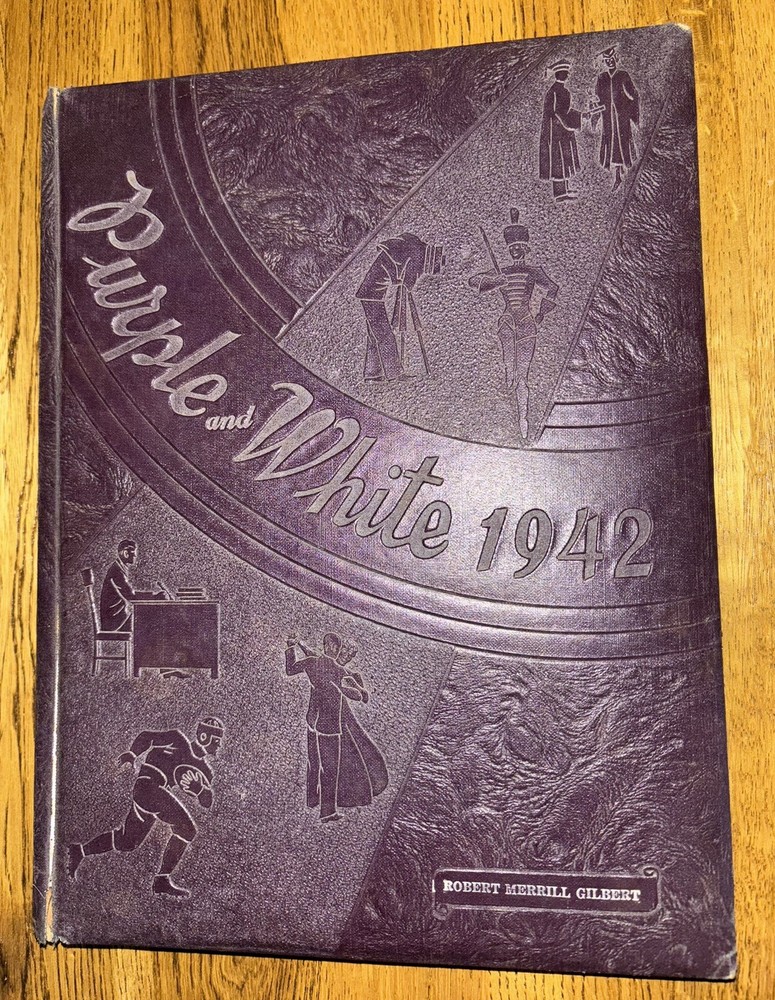 Purple and White 1942
ROBERT MERRILL GILBERT